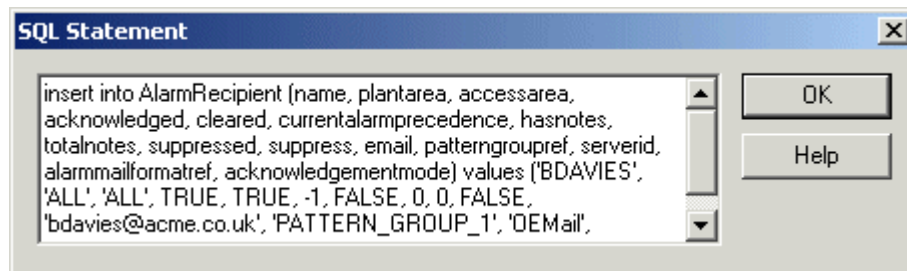 SQL Statement
insert into AlarmRecipient (name, plantarea, accessarea,
acknowledged, cleared, currentalarmprecedence, hasnotes,
totalnotes, suppressed, suppress, email, patterngroupref, serverid,
alarmmailformatref, acknowledgementmode) values ('BDAVIES',
'ALL', 'ALL', TRUE, TRUE, -1, FALSE, 0, 0, FALSE,
'bdavies@acme.co.uk', 'PATTERN_GROUP_1', 'OEMail',
OK
Help